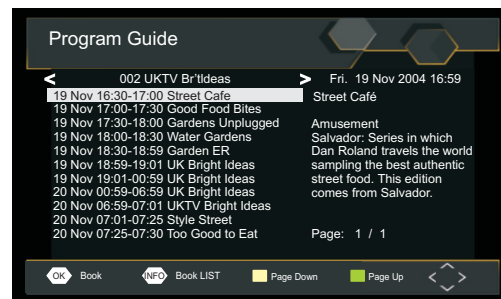 Program Guide
< 002 UKTV Br'tIdeas > Fri. 19 Nov 2004 16:59
19 Nov 16:30-17:00 Street Cafe
19 Nov 17:00-17:30 Good Food Bites
19 Nov 17:30-18:00 Gardens Unplugged
19 Nov 18:00-18:30 Water Gardens
19 Nov 18:30-18:59 Garden ER
19 Nov 18:59-19:01 UK Bright Ideas
19 Nov 19:01-00:59 UK Bright Ideas
20 Nov 00:59-06:59 UK Bright Ideas
20 Nov 06:59-07:01 UKTV Bright Ideas
20 Nov 07:01-07:25 Style Street
20 Nov 07:25-07:30 Too Good to Eat
Street Café
Amusement
Salvador: Series in which
Dan Roland travels the world
sampling the best authentic
street food. This edition
comes from Salvador.
Page: 1 / 1
OK Book INFO Book LIST Page Down Page Up